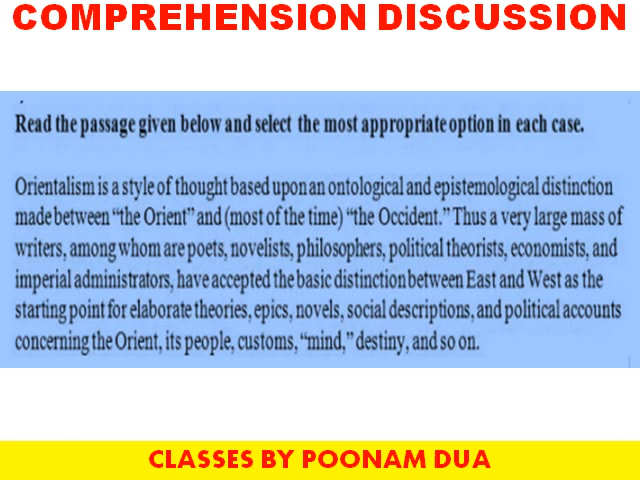 COMPREHENSION DISCUSSION
Read the passage given below and select the most appropriate option in each case.
Orientalism is a style of thought based upon an ontological and epistemological distinction
made between “the Orient” and (most of the time) “the Occident.” Thus a very large mass of
writers, among whom are poets, novelists, philosophers, political theorists, economists, and
imperial administrators, have accepted the basic distinction between East and West as the
starting point for elaborate theories, epics, novels, social descriptions, and political accounts
concerning the Orient, its people, customs, “mind,” destiny, and so on.
CLASSES BY POONAM DUA